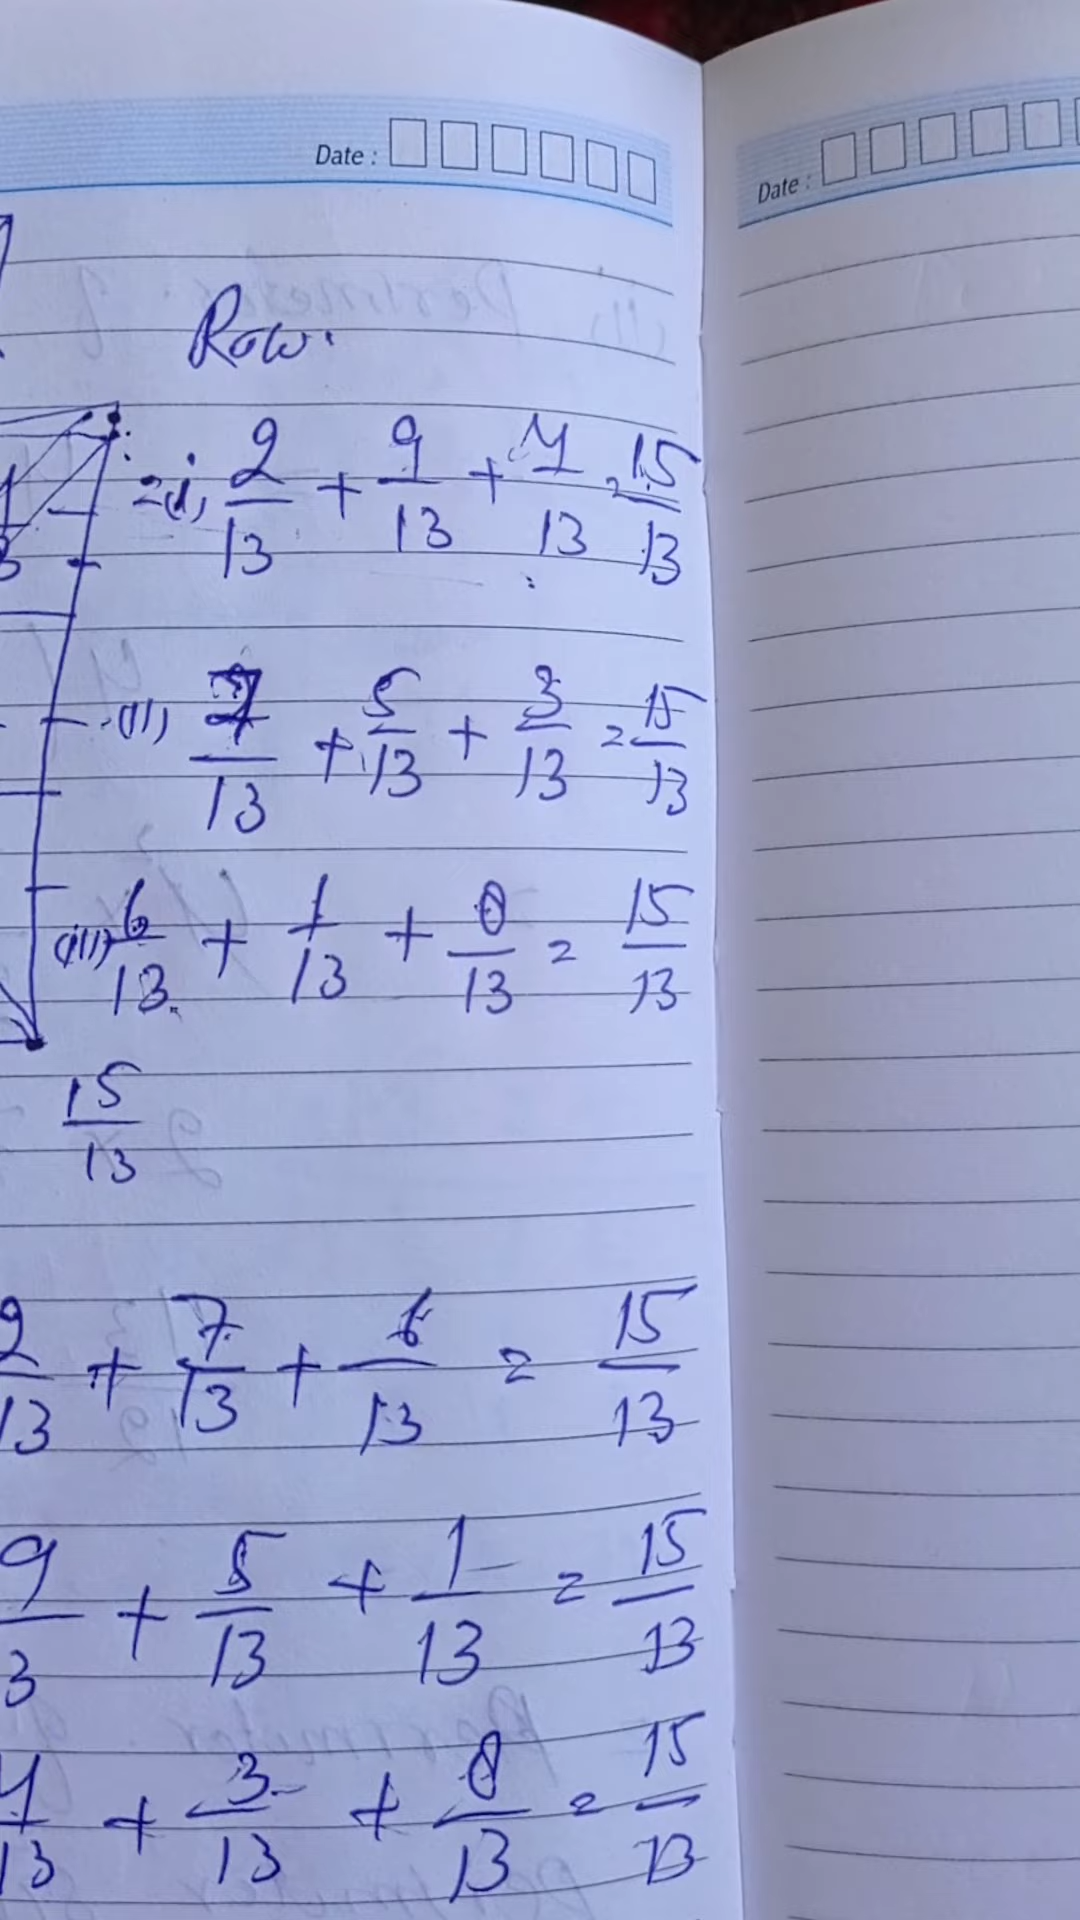 Date :
Date :
Row.
(i) 2/13 + 9/13 + 4/13 = 15/13
(ii) 7/13 + 5/13 + 3/13 = 15/13
(iii) 6/13 + 1/13 + 8/13 = 15/13
15/13
2/13 + 7/13 + 6/13 = 15/13
9/3 + 5/13 + 1/13 = 15/13
4/13 + 3/13 + 8/13 = 15/13